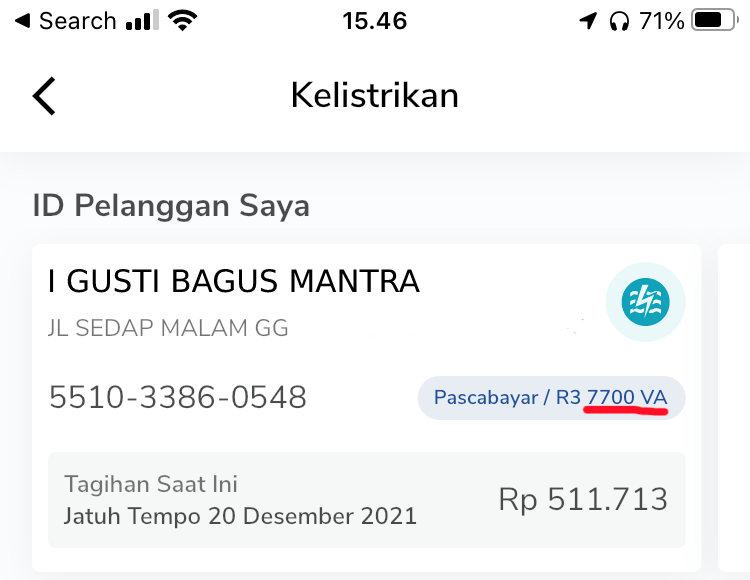 Search 15.46 71%
Kelistrikan
ID Pelanggan Saya
I GUSTI BAGUS MANTRA
JL SEDAP MALAM GG
5510-3386-0548 Pascabayar / R3 7700 VA
Tagihan Saat Ini
Jatuh Tempo 20 Desember 2021 Rp 511.713